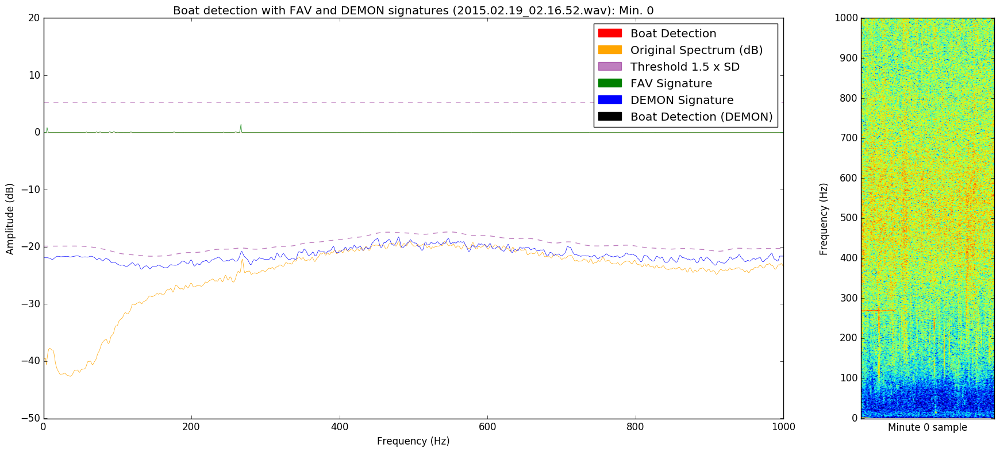 Boat detection with FAV and DEMON signatures (2015.02.19_02.16.52.wav): Min. 0
20
10
0
−10
−20
−30
−40
−50
Amplitude (dB)
0
200
400
600
800
1000
Frequency (Hz)
Boat Detection
Original Spectrum (dB)
Threshold 1.5 x SD
FAV Signature
DEMON Signature
Boat Detection (DEMON)
1000
900
800
700
600
500
400
300
200
100
0
Frequency (Hz)
Minute 0 sample